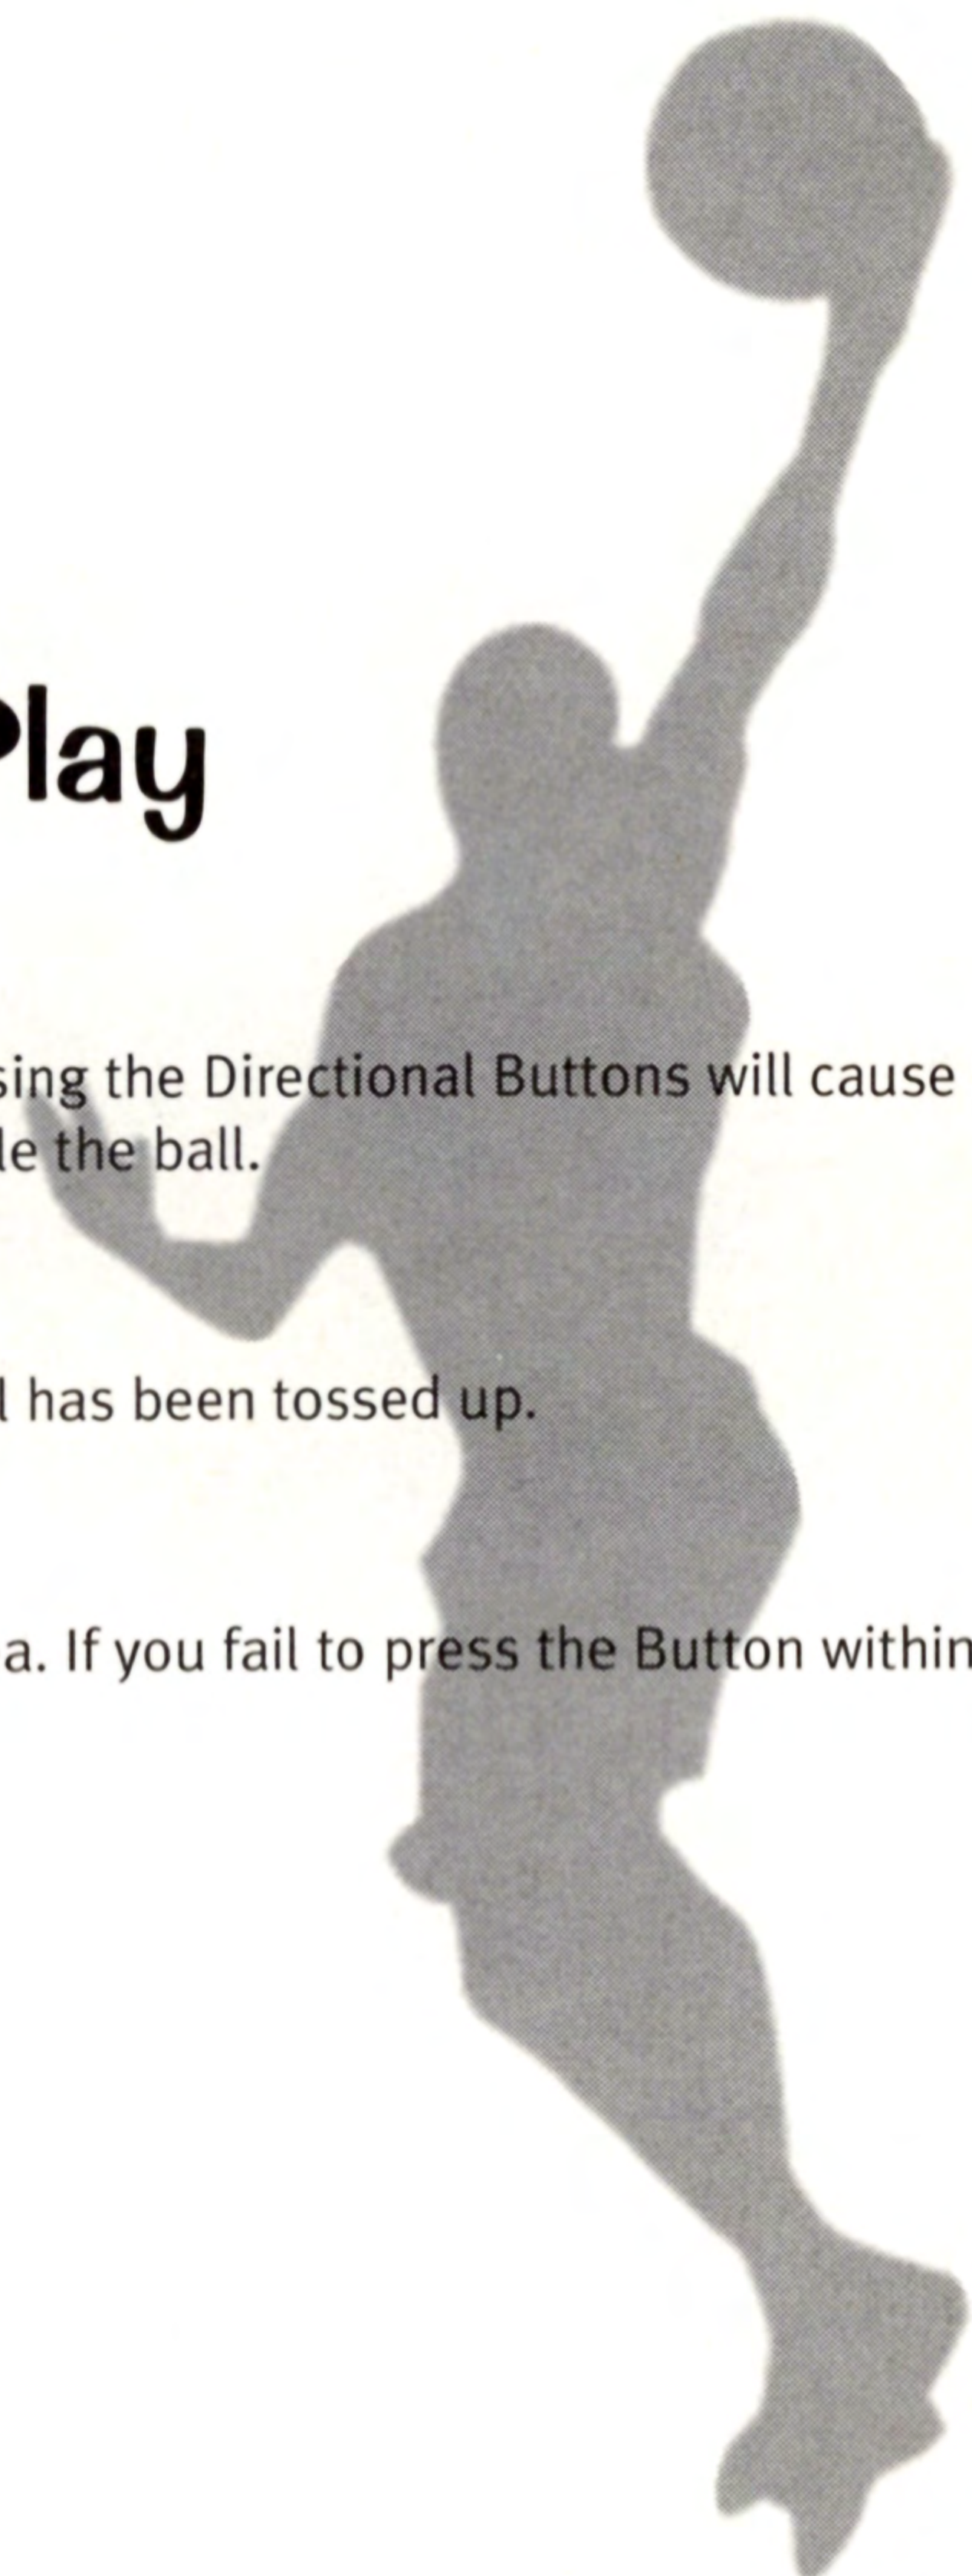 Play
sing the Directional Buttons will cause
le the ball.
l has been tossed up.
a. If you fail to press the Button within